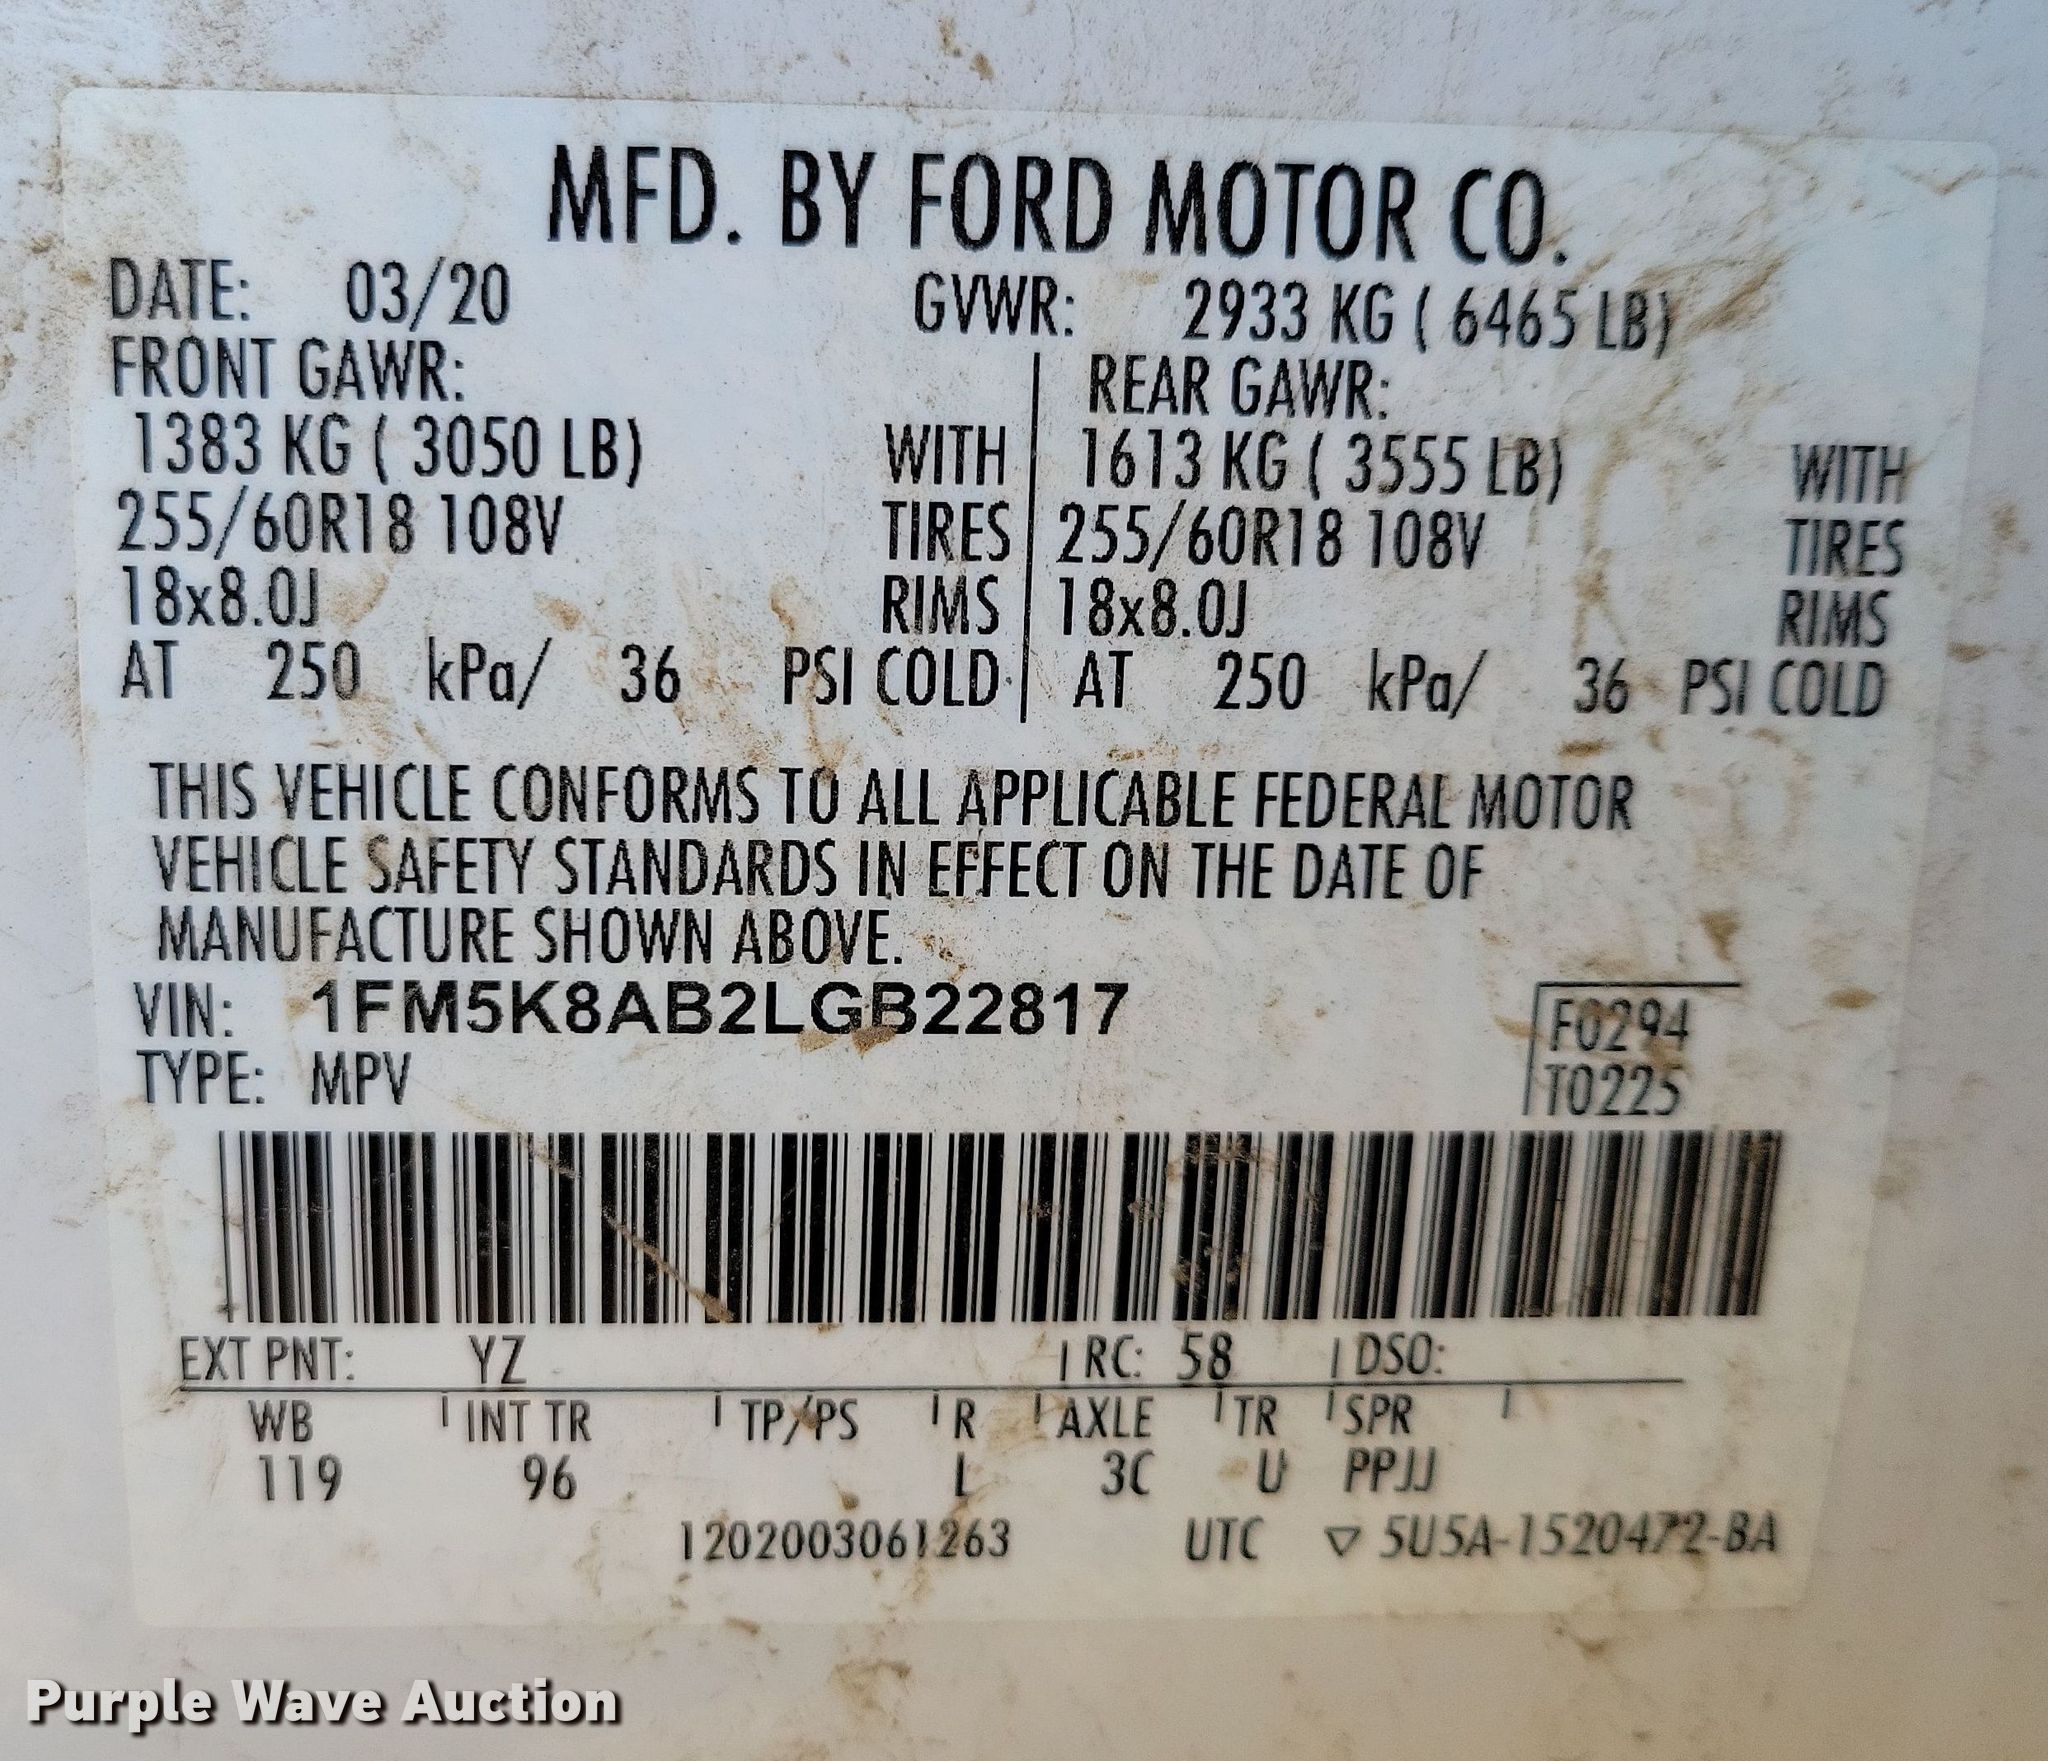 MFD. BY FORD MOTOR CO.
DATE: 03/20 GVWR: 2933 KG ( 6465 LB)
FRONT GAWR: REAR GAWR:
1383 KG ( 3050 LB) WITH 1613 KG ( 3555 LB) WITH
255/60R18 108V TIRES 255/60R18 108V TIRES
18x8.0J RIMS 18x8.0J RIMS
AT 250 kPa/ 36 PSI COLD AT 250 kPa/ 36 PSI COLD
THIS VEHICLE CONFORMS TO ALL APPLICABLE FEDERAL MOTOR
VEHICLE SAFETY STANDARDS IN EFFECT ON THE DATE OF
MANUFACTURE SHOWN ABOVE.
VIN: 1FM5K8AB2LGB22817 F0294
TYPE: MPV T0225
EXT PNT: YZ RC: 58 DSO:
WB INT TR TP/PS R AXLE TR SPR
119 96 L 3C U PPJJ
1202003061263 UTC ▽ 5U5A-1520472-BA
Purple Wave Auction